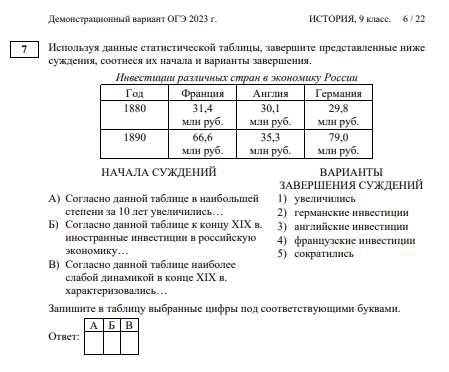 Демонстрационный вариант ОГЭ 2023 г. ИСТОРИЯ, 9 класс. 6 / 22
7 Используя данные статистической таблицы, завершите представленные ниже
суждения, соотнеся их начала и варианты завершения.
Инвестиции различных стран в экономику России
Год Франция Англия Германия
1880 31,4 30,1 29,8
млн руб. млн руб. млн руб.
1890 66,6 35,3 79,0
млн руб. млн руб. млн руб.
НАЧАЛА СУЖДЕНИЙ
А) Согласно данной таблице в наибольшей
степени за 10 лет увеличились…
Б) Согласно данной таблице к концу XIX в.
иностранные инвестиции в российскую
экономику…
В) Согласно данной таблице наиболее
слабой динамикой в конце XIX в.
характеризовались…
ВАРИАНТЫ
ЗАВЕРШЕНИЯ СУЖДЕНИЙ
1) увеличились
2) германские инвестиции
3) английские инвестиции
4) французские инвестиции
5) сократились
Запишите в таблицу выбранные цифры под соответствующими буквами.
А Б В
Ответ: